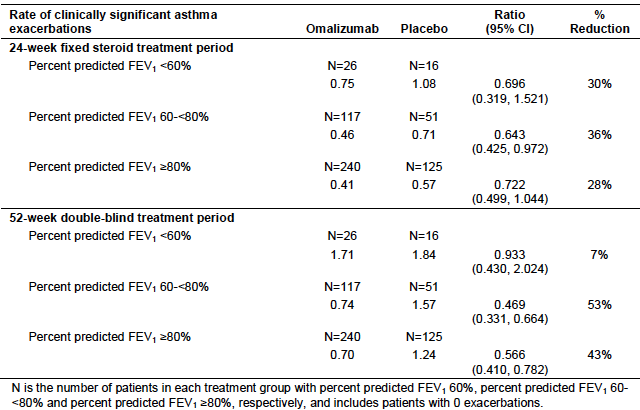 Rate of clinically significant asthma exacerbations Omalizumab Placebo Ratio (95% CI) % Reduction
24-week fixed steroid treatment period
Percent predicted FEV1 <60% N=26 N=16
0.75 1.08 0.696 30%
(0.319, 1.521)
Percent predicted FEV1 60-<80% N=117 N=51
0.46 0.71 0.643 36%
(0.425, 0.972)
Percent predicted FEV1 ≥80% N=240 N=125
0.41 0.57 0.722 28%
(0.499, 1.044)
52-week double-blind treatment period
Percent predicted FEV1 <60% N=26 N=16
1.71 1.84 0.933 7%
(0.430, 2.024)
Percent predicted FEV1 60-<80% N=117 N=51
0.74 1.57 0.469 53%
(0.331, 0.664)
Percent predicted FEV1 ≥80% N=240 N=125
0.70 1.24 0.566 43%
(0.410, 0.782)
N is the number of patients in each treatment group with percent predicted FEV1 60%, percent predicted FEV1 60-
<80% and percent predicted FEV1 ≥80%, respectively, and includes patients with 0 exacerbations.